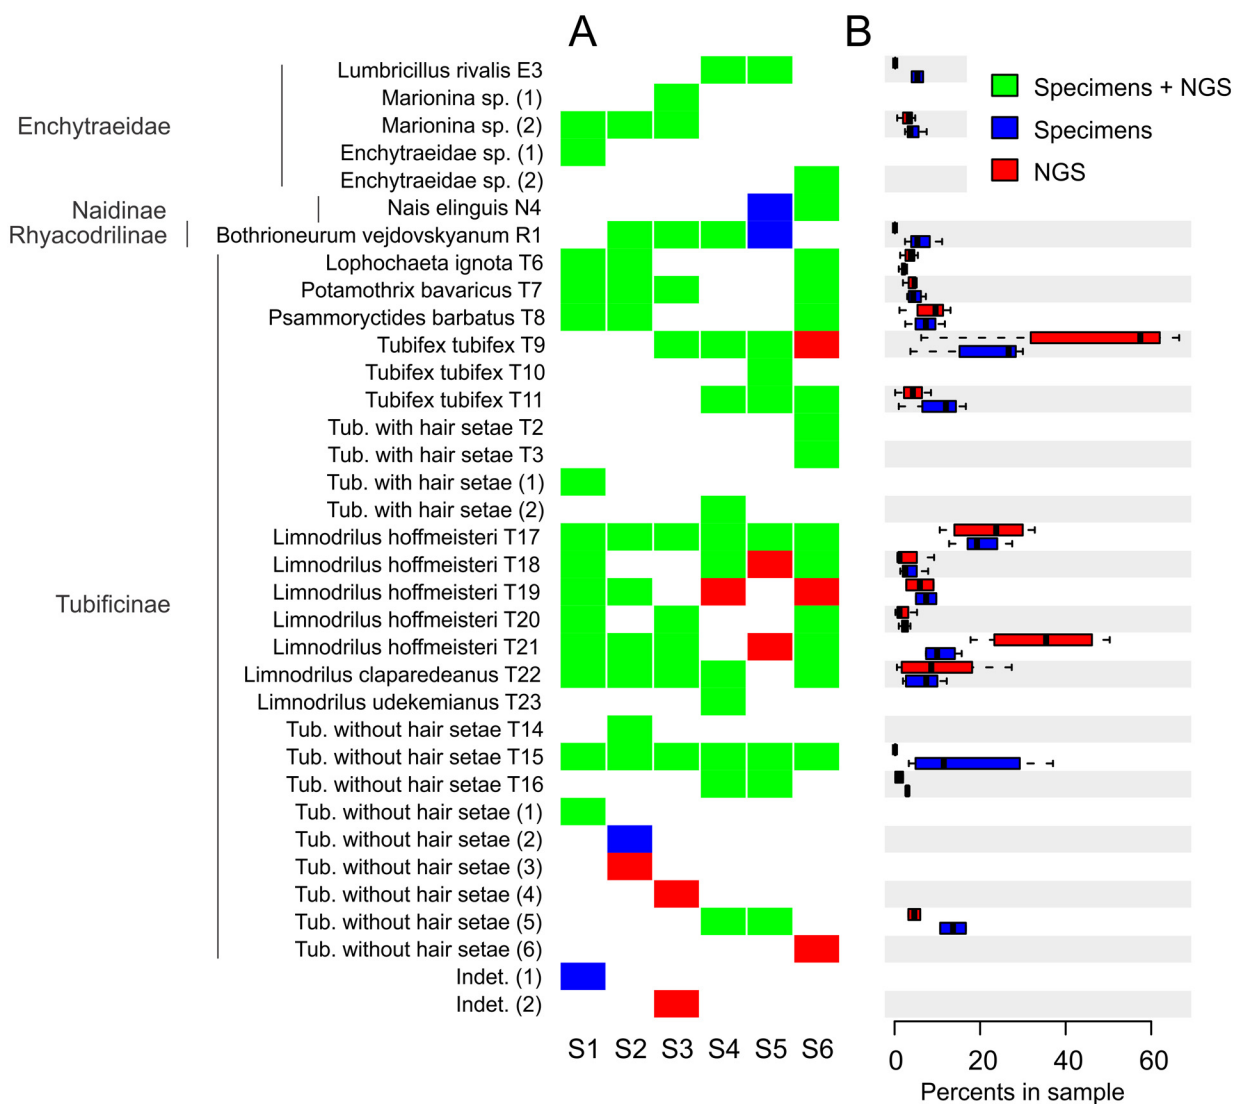 A
B
Lumbricillus rivalis E3
Marionina sp. (1)
Marionina sp. (2)
Enchytraeidae sp. (1)
Enchytraeidae sp. (2)
Nais elinguis N4
Bothrioneurum vejdovskyanum R1
Lophochaeta ignota T6
Potamothrix bavaricus T7
Psammoryctides barbatus T8
Tubifex tubifex T9
Tubifex tubifex T10
Tubifex tubifex T11
Tub. with hair setae T2
Tub. with hair setae T3
Tub. with hair setae (1)
Tub. with hair setae (2)
Limnodrilus hoffmeisteri T17
Limnodrilus hoffmeisteri T18
Limnodrilus hoffmeisteri T19
Limnodrilus hoffmeisteri T20
Limnodrilus hoffmeisteri T21
Limnodrilus claparedeanus T22
Limnodrilus udekemianus T23
Tub. without hair setae T14
Tub. without hair setae T15
Tub. without hair setae T16
Tub. without hair setae (1)
Tub. without hair setae (2)
Tub. without hair setae (3)
Tub. without hair setae (4)
Tub. without hair setae (5)
Tub. without hair setae (6)
Indet. (1)
Indet. (2)
Enchytraeidae
Naidinae
Rhyacodrilinae
Tubificinae
Specimens + NGS
Specimens
NGS
S1 S2 S3 S4 S5 S6
0 20 40 60
Percents in sample